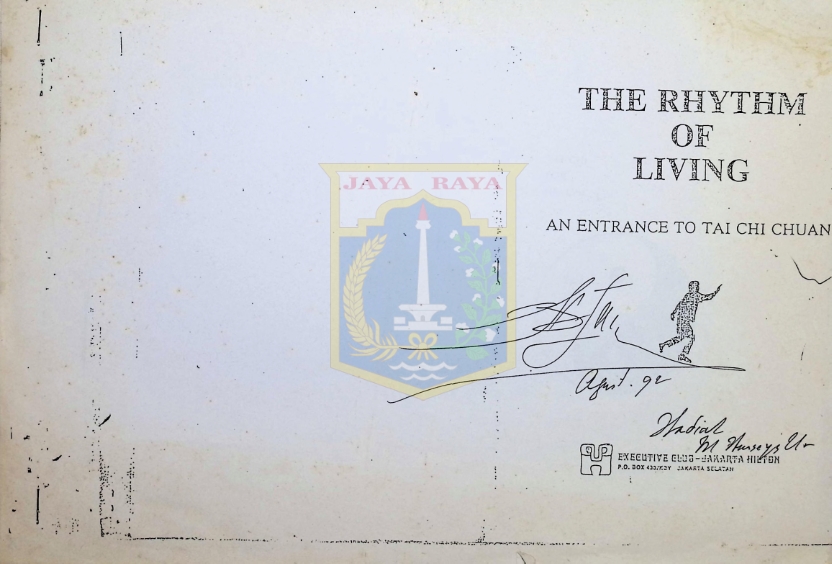 THE RHYTHM
OF
LIVING
AN ENTRANCE TO TAI CHI CHUAN
JAYA RAYA
Agust. 92
Hadiah
EXECUTIVE CLUB-JAKARTA HILTON
P.O. BOX JAKARTA SELATAN